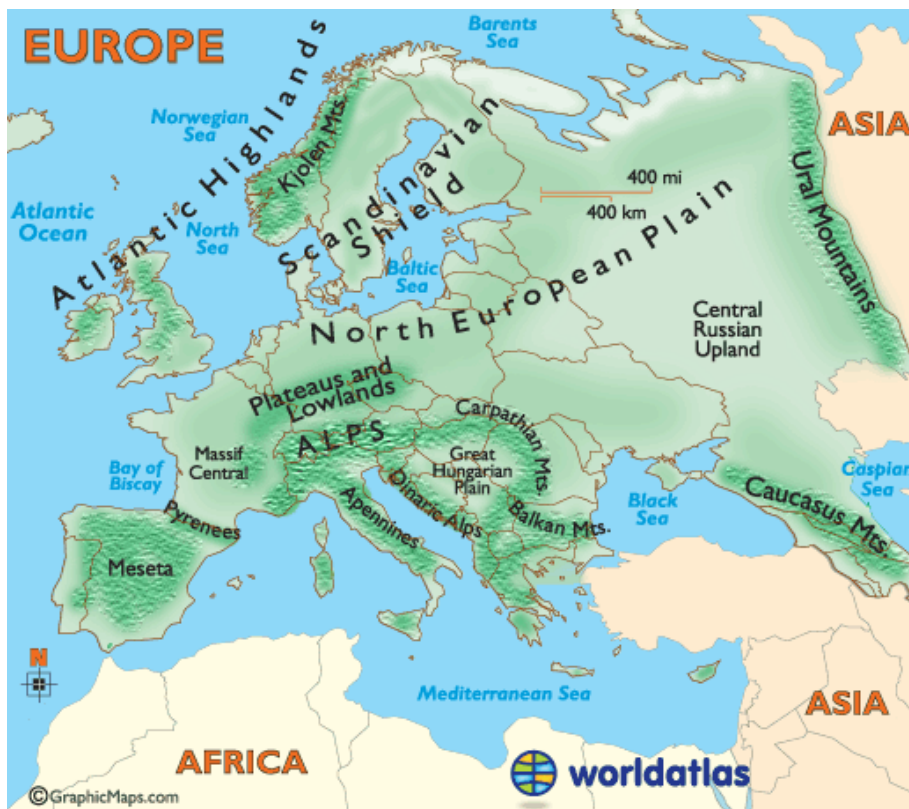 EUROPE
Barents
Sea
ASIA
Norwegian
Sea
Atlantic Highlands
Kjolen Mts.
Scandinavian
Shield
400 mi
400 km
Ural Mountains
Atlantic
Ocean
North
Sea
Baltic
Sea
North European Plain
Central
Russian
Upland
Plateaus and
Lowlands
Carpathian Mts.
ALPS
Massif
Central
Great
Hungarian
Plain
Bay of
Biscay
Caspian
Sea
Dinaric Alps
Apennines
Black
Sea
Caucasus Mts.
Pyrenees
Balkan Mts.
Meseta
N
Mediterranean Sea
ASIA
AFRICA
worldatlas
©GraphicMaps.com